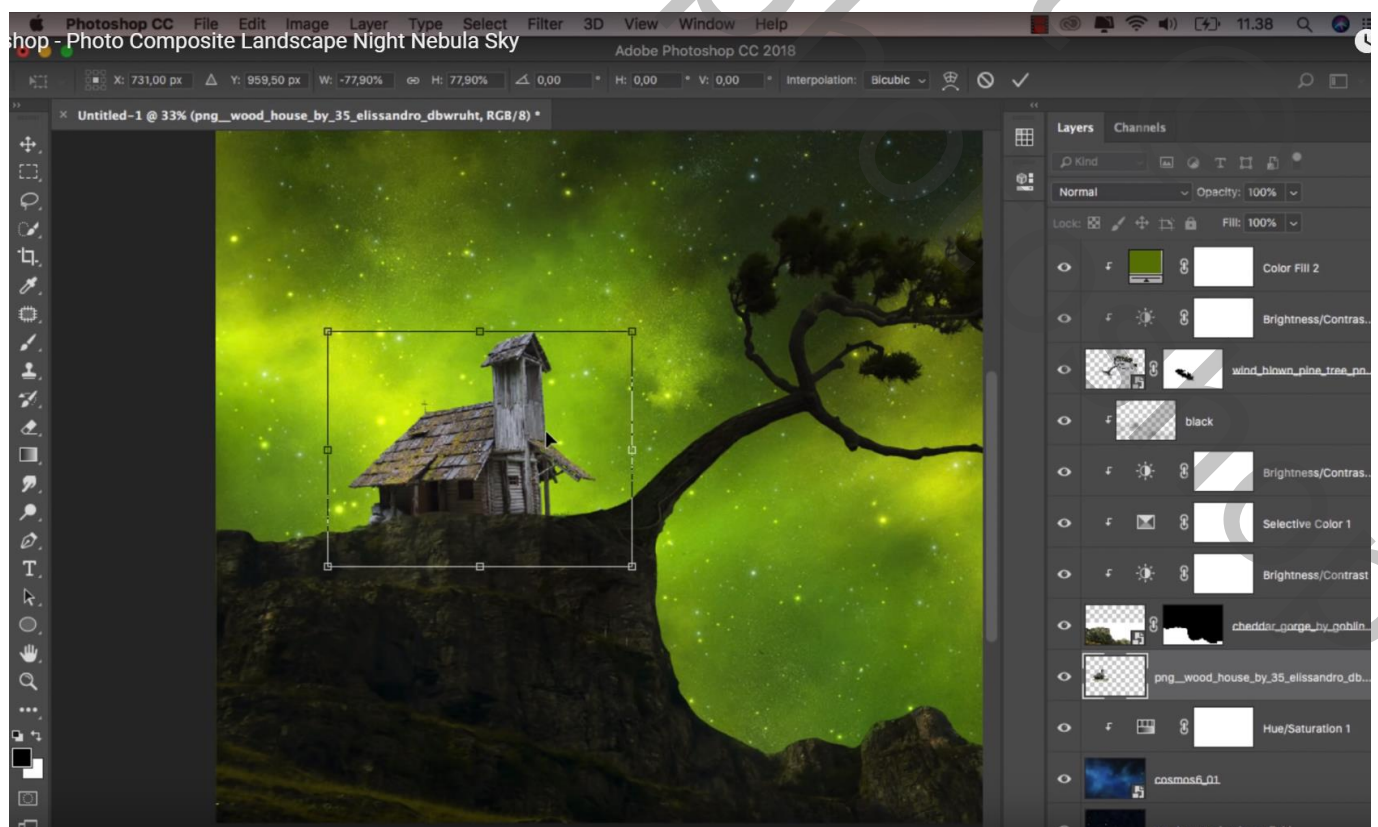 Photoshop CC File Edit Image Layer Type Select Filter 3D View Window Help 11.38
shop - Photo Composite Landscape Night Nebula Sky
Adobe Photoshop CC 2018
X: 731,00 px Y: 959,50 px W: -77,90% H: 77,90% 0,00 ° H: 0,00 ° V: 0,00 ° Interpolation: Bicubic
× Untitled-1 @ 33% (png__wood_house_by_35_elissandro_dbwruht, RGB/8) *
Layers Channels
Kind
Normal Opacity: 100%
Lock: Fill: 100%
Color Fill 2
Brightness/Contras...
wind_blown_pine_tree_pn...
black
Brightness/Contras...
Selective Color 1
Brightness/Contrast
cheddar_gorge_by_goblin...
png__wood_house_by_35_elissandro_db...
Hue/Saturation 1
cosmos6_01